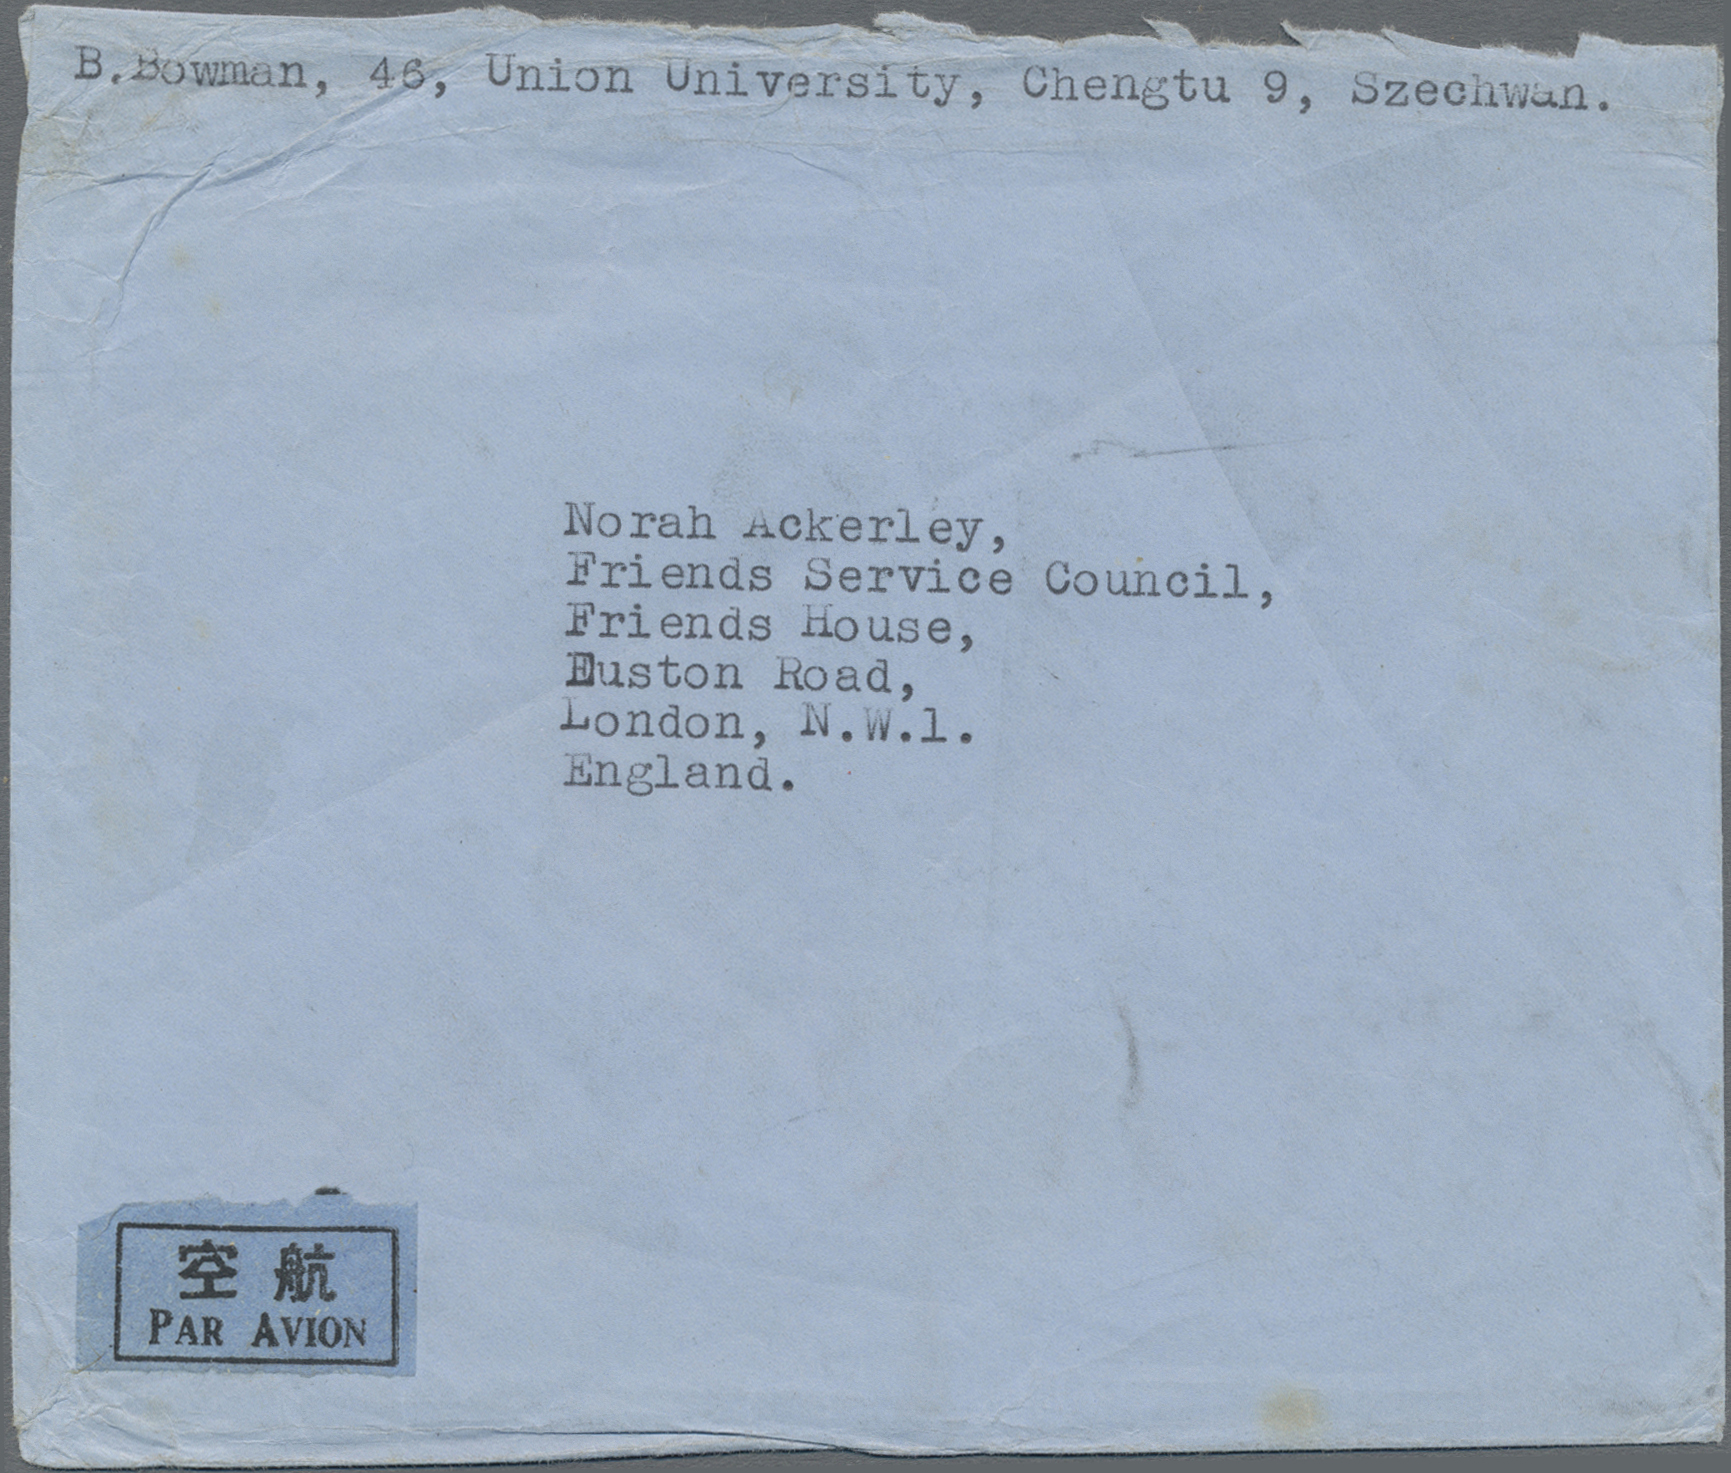 B.Bowman, 46, Union University, Chengtu 9, Szechwan.
Norah Ackerley,
Friends Service Council,
Friends House,
Euston Road,
London, N.W.1.
England.
空航
PAR AVION